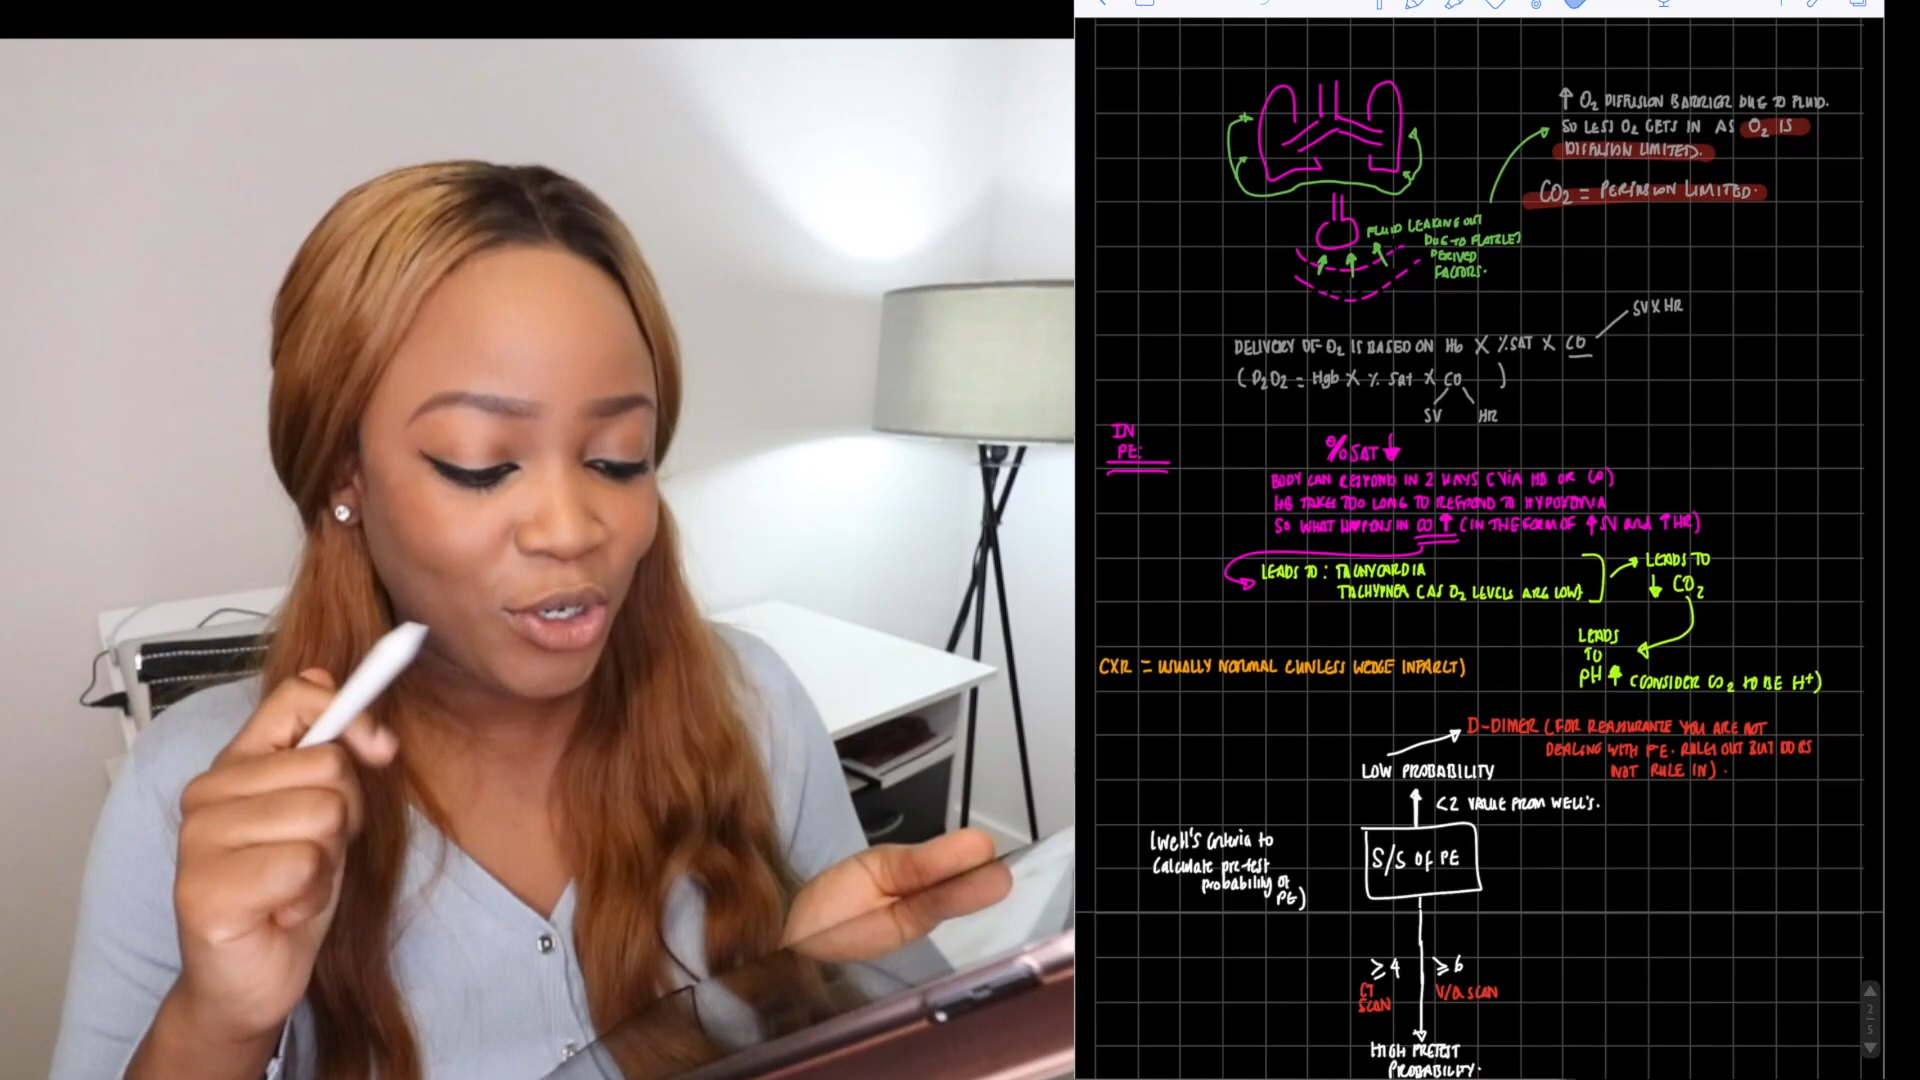 ↑ O2 DIFFUSION BARRIER DUE TO FLUID.
SO LESS O2 GETS IN AS O2 IS
DIFFUSION LIMITED.
CO2 = PERFUSION LIMITED.
FLUID LEAKING OUT
DUE TO PLATELET
DERIVED
FACTORS.
SV X HR
DELIVERY OF O2 IS BASED ON Hb X % SAT X CO
(D2O2 = Hgb X % Sat X CO )
SV HR
IN
PE:
% SAT ↓
BODY CAN RESPOND IN 2 WAYS (VIA HB OR CO)
HB TAKES TOO LONG TO RESPOND TO HYPOXEMIA
SO WHAT HAPPENS IN CO ↑ (IN THE FORM OF ↑ SV and ↑ HR)
LEADS TO : TACHYCARDIA
TACHYPNEA (AS O2 LEVELS ARE LOW)
LEADS TO
↓ CO2
LEADS
TO
PH ↑ (CONSIDER CO2 TO BE H+)
CXR = USUALLY NORMAL (UNLESS WEDGE INFARCT)
D-DIMER (FOR REASSURANCE YOU ARE NOT
DEALING WITH PE. RULES OUT BUT DOES
NOT RULE IN).
LOW PROBABILITY
<2 VALUE FROM WELL'S.
(Well's Criteria to
Calculate pre-test
probability of
PE)
S/S OF PE
≥4 ≥6
CT SCAN
V/Q SCAN
HIGH PRETEST
PROBABILITY.
2
5